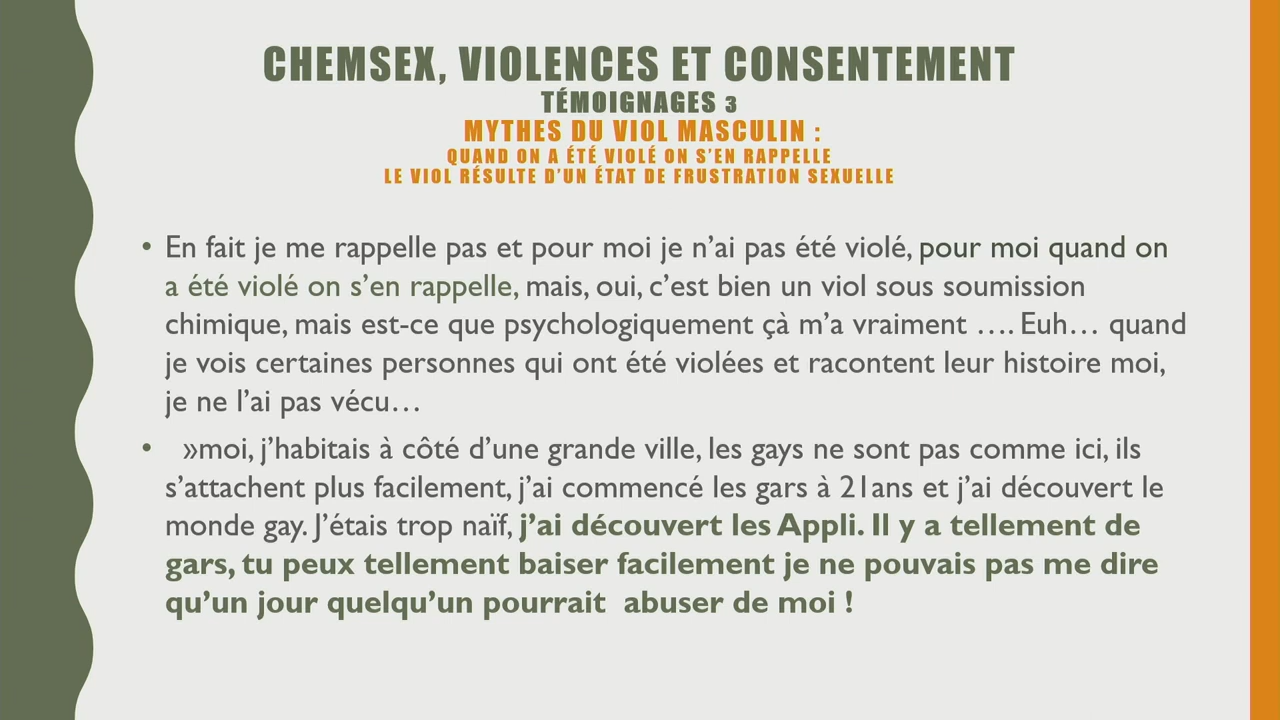 CHEMSEX, VIOLENCES ET CONSENTEMENT
TÉMOIGNAGES 3
MYTHES DU VIOL MASCULIN :
QUAND ON A ÉTÉ VIOLÉ ON S'EN RAPPELLE
LE VIOL RÉSULTE D'UN ÉTAT DE FRUSTRATION SEXUELLE
• En fait je me rappelle pas et pour moi je n'ai pas été violé, pour moi quand on
a été violé on s'en rappelle, mais, oui, c'est bien un viol sous soumission
chimique, mais est-ce que psychologiquement çà m'a vraiment …. Euh… quand
je vois certaines personnes qui ont été violées et racontent leur histoire moi,
je ne l'ai pas vécu…
• »moi, j'habitais à côté d'une grande ville, les gays ne sont pas comme ici, ils
s'attachent plus facilement, j'ai commencé les gars à 21ans et j'ai découvert le
monde gay. J'étais trop naïf, j'ai découvert les Appli. Il y a tellement de
gars, tu peux tellement baiser facilement je ne pouvais pas me dire
qu'un jour quelqu'un pourrait  abuser de moi !